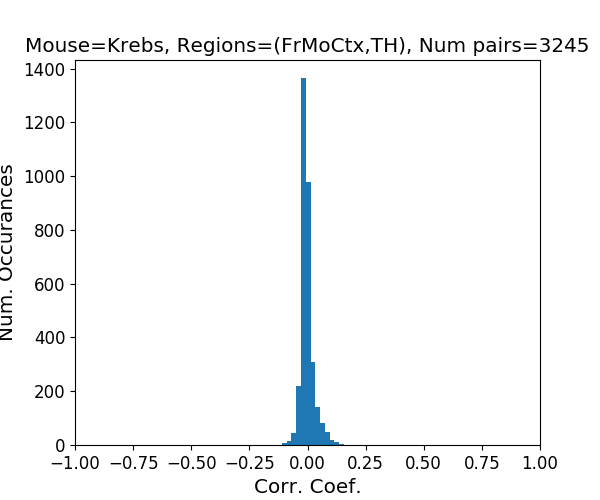 Mouse=Krebs, Regions=(FrMoCtx,TH), Num pairs=3245
1400
1200
1000
800
600
400
200
0
Num. Occurances
−1.00 −0.75 −0.50 −0.25 0.00 0.25 0.50 0.75 1.00
Corr. Coef.